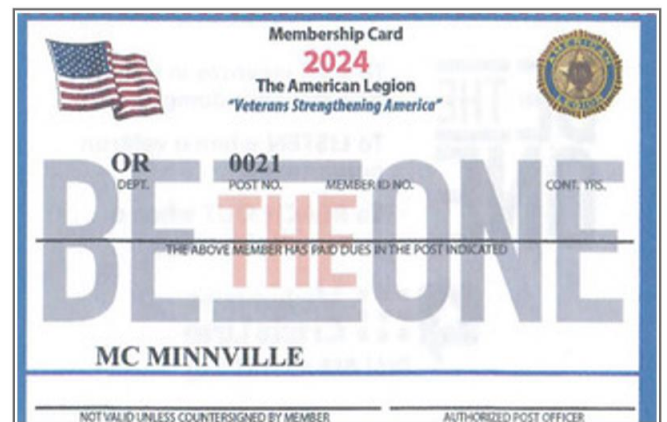 Membership Card
2024
The American Legion
"Veterans Strengthening America"
OR 0021
DEPT. POST NO. MEMBER ID NO. CONT. YRS.
BE THE ONE
THE ABOVE MEMBER HAS PAID DUES IN THE POST INDICATED
MC MINNVILLE
NOT VALID UNLESS COUNTERSIGNED BY MEMBER AUTHORIZED POST OFFICER